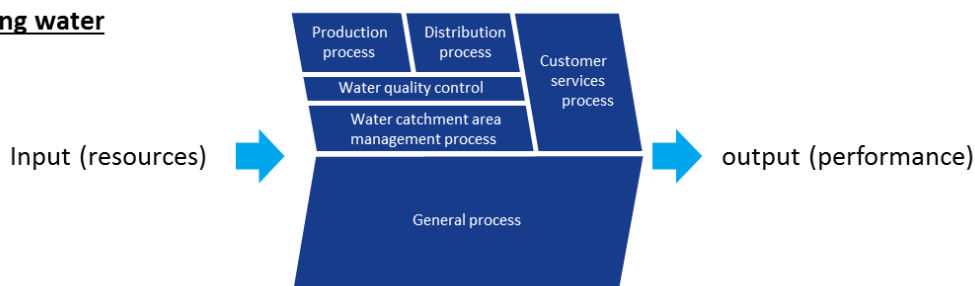 ng water
Production
process
Distribution
process
Customer
services
process
Water quality control
Water catchment area
management process
Input (resources)
output (performance)
General process